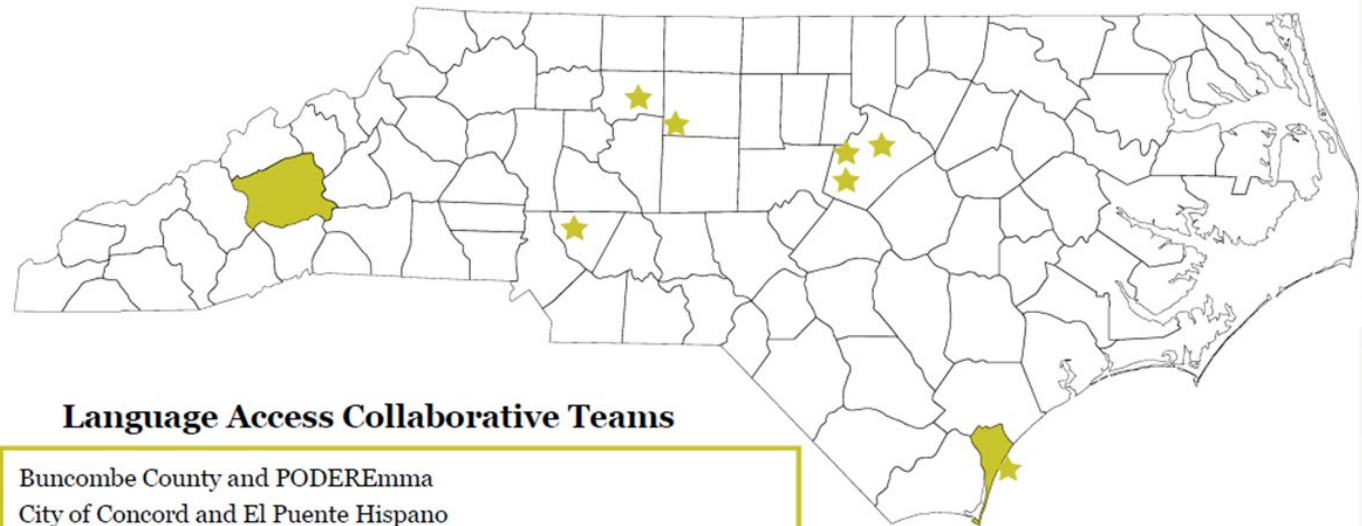 Language Access Collaborative Teams
Buncombe County and PODEREmma
City of Concord and El Puente Hispano